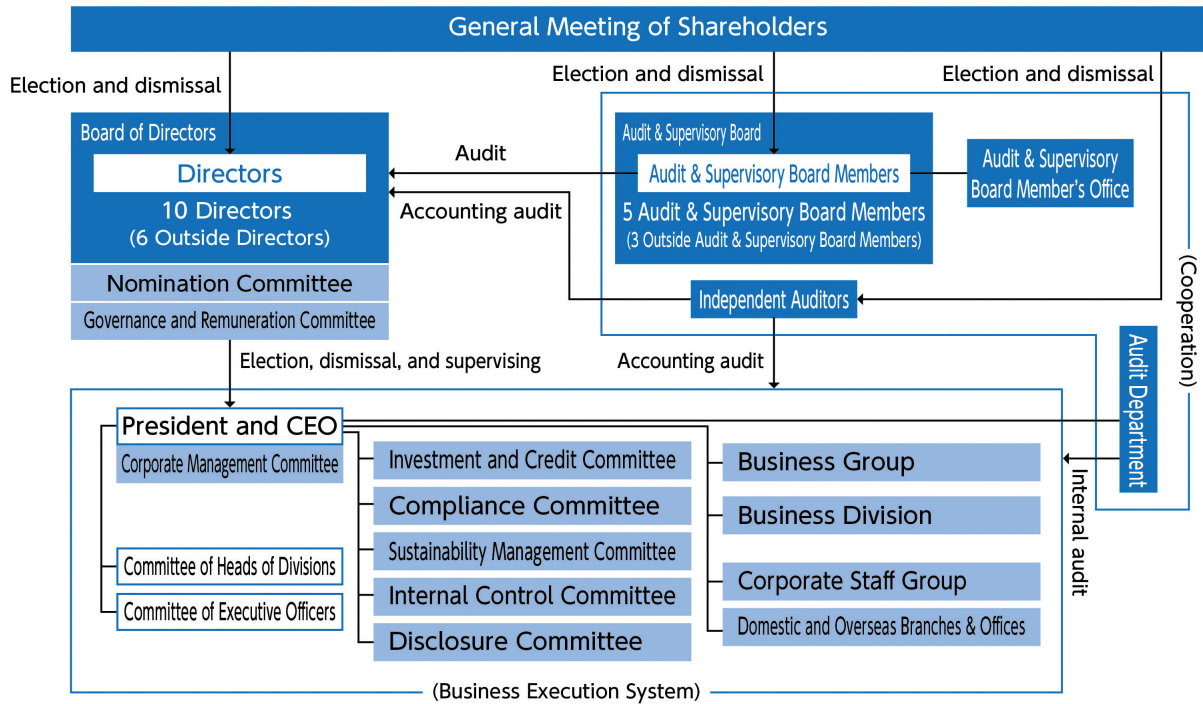 General Meeting of Shareholders
Election and dismissal
Election and dismissal
Election and dismissal
Board of Directors
Directors
10 Directors
(6 Outside Directors)
Nomination Committee
Governance and Remuneration Committee
Audit
Accounting audit
Audit & Supervisory Board
Audit & Supervisory Board Members
5 Audit & Supervisory Board Members
(3 Outside Audit & Supervisory Board Members)
Audit & Supervisory
Board Member's Office
Independent Auditors
(Cooperation)
Election, dismissal, and supervising
Accounting audit
Audit Department
Internal audit
President and CEO
Corporate Management Committee
Committee of Heads of Divisions
Committee of Executive Officers
Investment and Credit Committee
Compliance Committee
Sustainability Management Committee
Internal Control Committee
Disclosure Committee
Business Group
Business Division
Corporate Staff Group
Domestic and Overseas Branches & Offices
(Business Execution System)